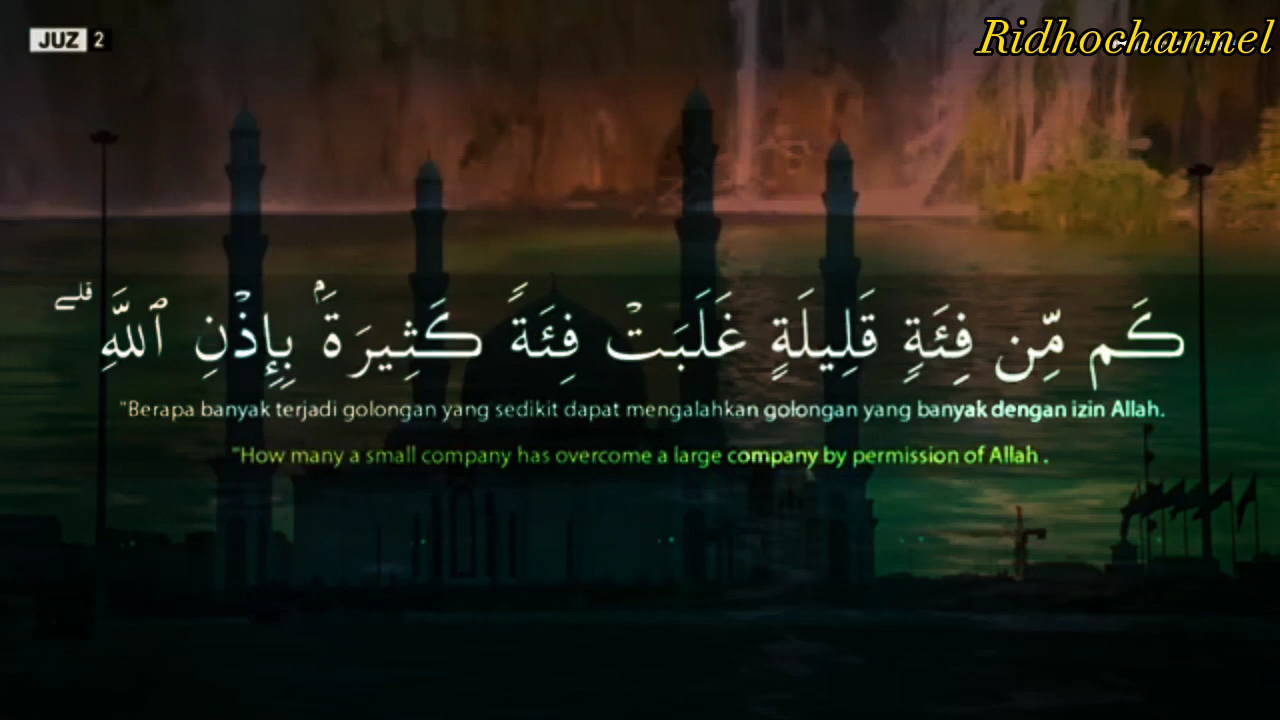 JUZ 2
Ridhochannel
كَم مِّن فِئَةٍ قَلِيلَةٍ غَلَبَتۡ فِئَةٗ كَثِيرَةَۢ بِإِذۡنِ ٱللَّهِۗ
"Berapa banyak terjadi golongan yang sedikit dapat mengalahkan golongan yang banyak dengan izin Allah.
"How many a small company has overcome a large company by permission of Allah .